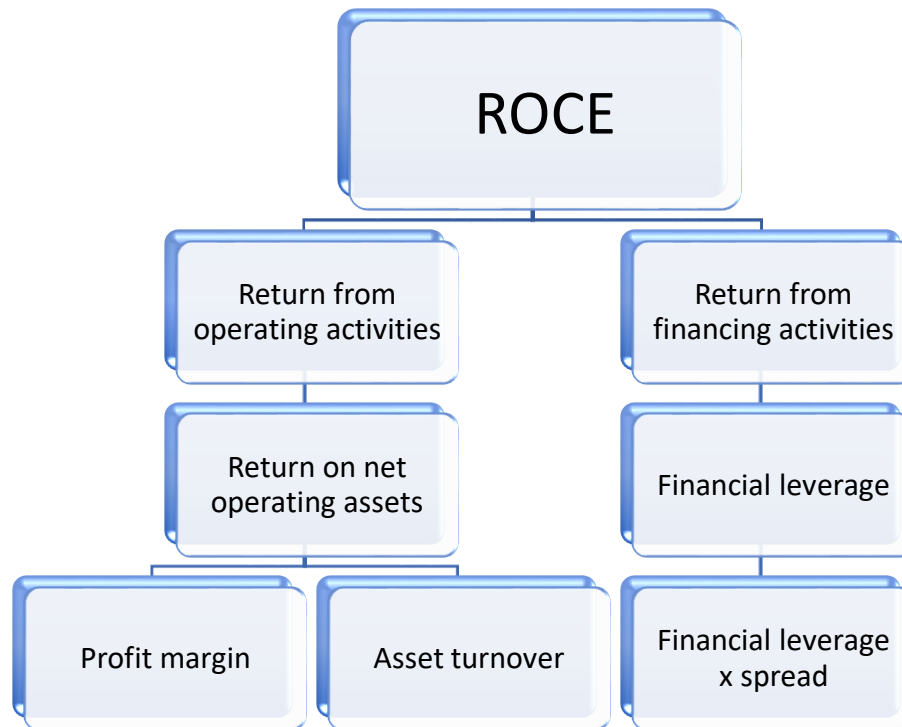 ROCE
Return from
operating activities
Return from
financing activities
Return on net
operating assets
Financial leverage
Profit margin
Asset turnover
Financial leverage
x spread